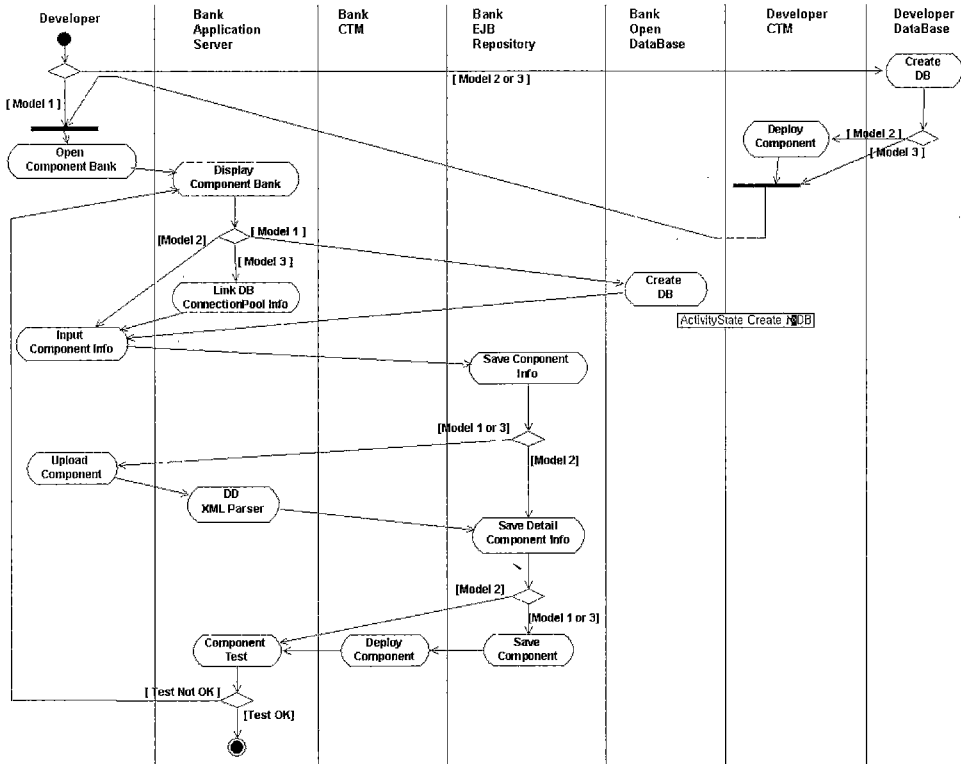 Developer
Bank
Application
Server
Bank
CTM
Bank
EJB
Repository
Bank
Open
DataBase
Developer
CTM
Developer
DataBase
[ Model 2 or 3 ]
Create
DB
[ Model 1 ]
Deploy
Component
[ Model 2 ]
[ Model 3 ]
Open
Component Bank
Display
Component Bank
[Model 2]
[ Model 1 ]
[ Model 3 ]
Link DB
ConnectionPool Info
Create
DB
ActivityState Create
DB
Input
Component Info
Save Conponent
Info
[Model 1 or 3]
[Model 2]
Upload
Component
DD
XML Parser
Save Detail
Component Info
[Model 2]
[Model 1 or 3]
Component
Test
Deploy
Component
Save
Component
[ Test Not OK ]
[Test OK]